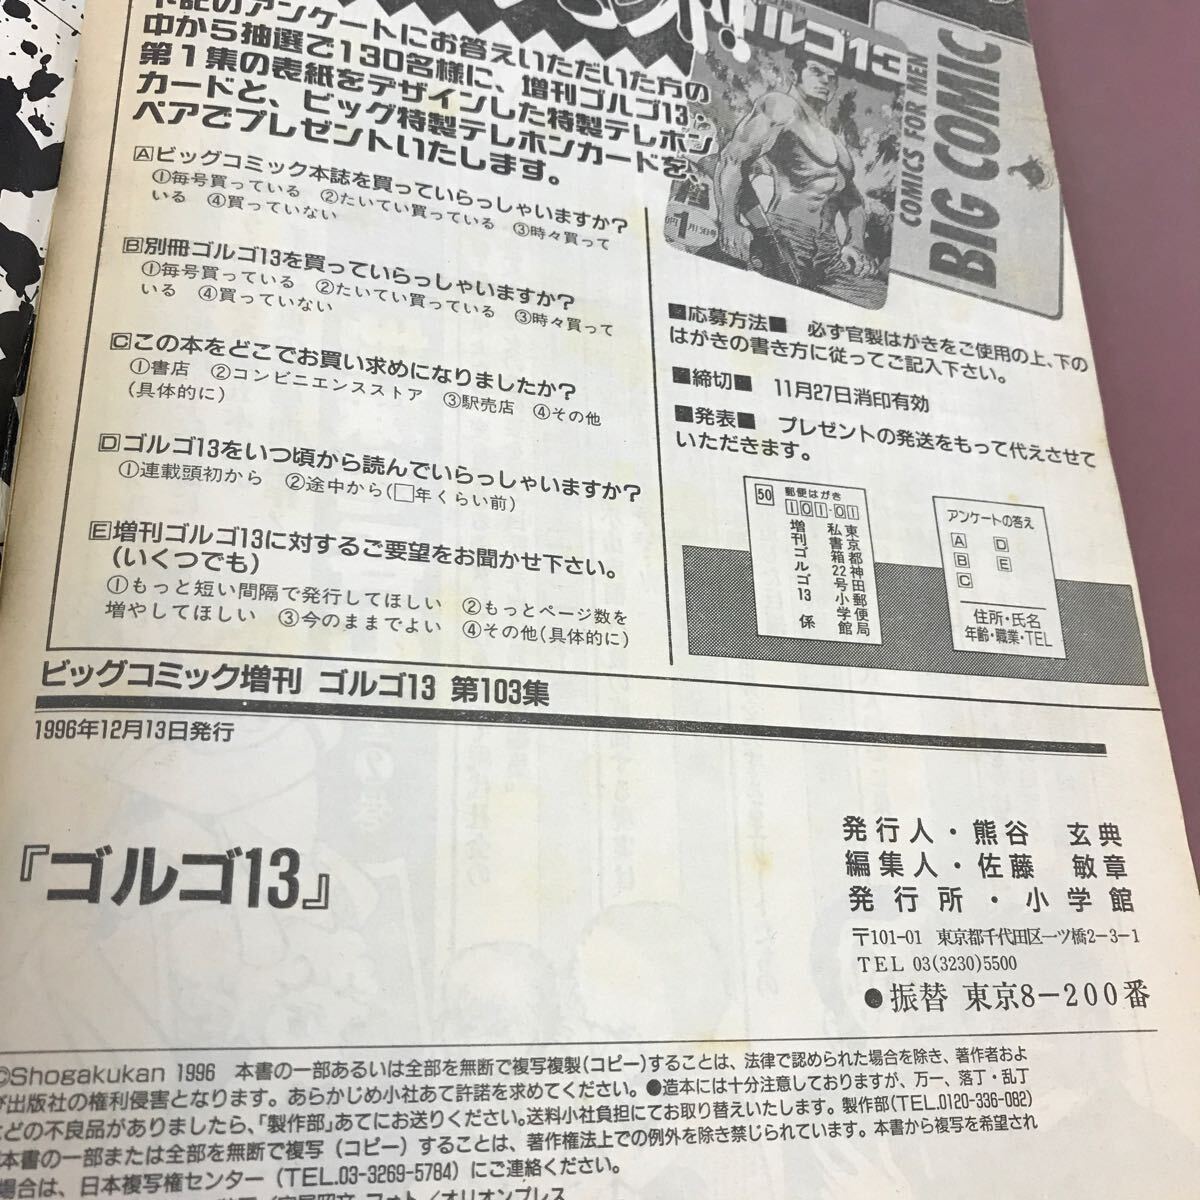 下記のアンケートにお答えいただいた方の
中から抽選で130名様に、増刊ゴルゴ13・
第1集の表紙をデザインした特製テレホン
カードと、ビッグ特製テレホンカードを、
ペアでプレゼントいたします。
ゴルゴ13
COMICS FOR MEN
BIG COMIC
Aビッグコミック本誌を買っていらっしゃいますか?
①毎号買っている ②たいてい買っている ③時々買って
いる ④買っていない
B別冊ゴルゴ13を買っていらっしゃいますか?
①毎号買っている ②たいてい買っている ③時々買って
いる ④買っていない
Cこの本をどこでお買い求めになりましたか?
①書店 ②コンビニエンスストア ③駅売店 ④その他
(具体的に)
Dゴルゴ13をいつ頃から読んでいらっしゃいますか?
①連載頭初から ②途中から(□年くらい前)
E増刊ゴルゴ13に対するご要望をお聞かせ下さい。
(いくつでも)
①もっと短い間隔で発行してほしい ②もっとページ数を
増やしてほしい ③今のままでよい ④その他(具体的に)
■応募方法■ 必ず官製はがきをご使用の上、下の
はがきの書き方に従ってご記入下さい。
■締切■ 11月27日消印有効
■発表■ プレゼントの発送をもって代えさせて
いただきます。
50
郵便はがき
101-01
東京都神田郵便局
私書箱22号小学館
増刊ゴルゴ13 係
アンケートの答え
A D
B E
C
住所・氏名
年齢・職業・TEL
ビッグコミック増刊 ゴルゴ13 第103集
1996年12月13日発行
『ゴルゴ13』
発行人・熊谷 玄典
編集人・佐藤 敏章
発行所・小学館
〒101-01 東京都千代田区一ツ橋2-3-1
TEL 03(3230)5500
●振替 東京8-200番
©Shogakukan 1996 本書の一部あるいは全部を無断で複写複製(コピー)することは、法律で認められた場合を除き、著作者およ
び出版社の権利侵害となります。あらかじめ小社あて許諾を求めてください。●造本には十分注意しておりますが、万一、落丁・乱丁
などの不良品がありましたら、「製作部」あてにお送りください。送料小社負担にてお取り替えいたします。製作部(TEL.0120-336-082)
本書の一部または全部を無断で複写(コピー)することは、著作権法上での例外を除き禁じられています。本書から複写を希望され
場合は、日本複写権センター(TEL.03-3269-5784)にご連絡ください。
フォト/オリオンプレス